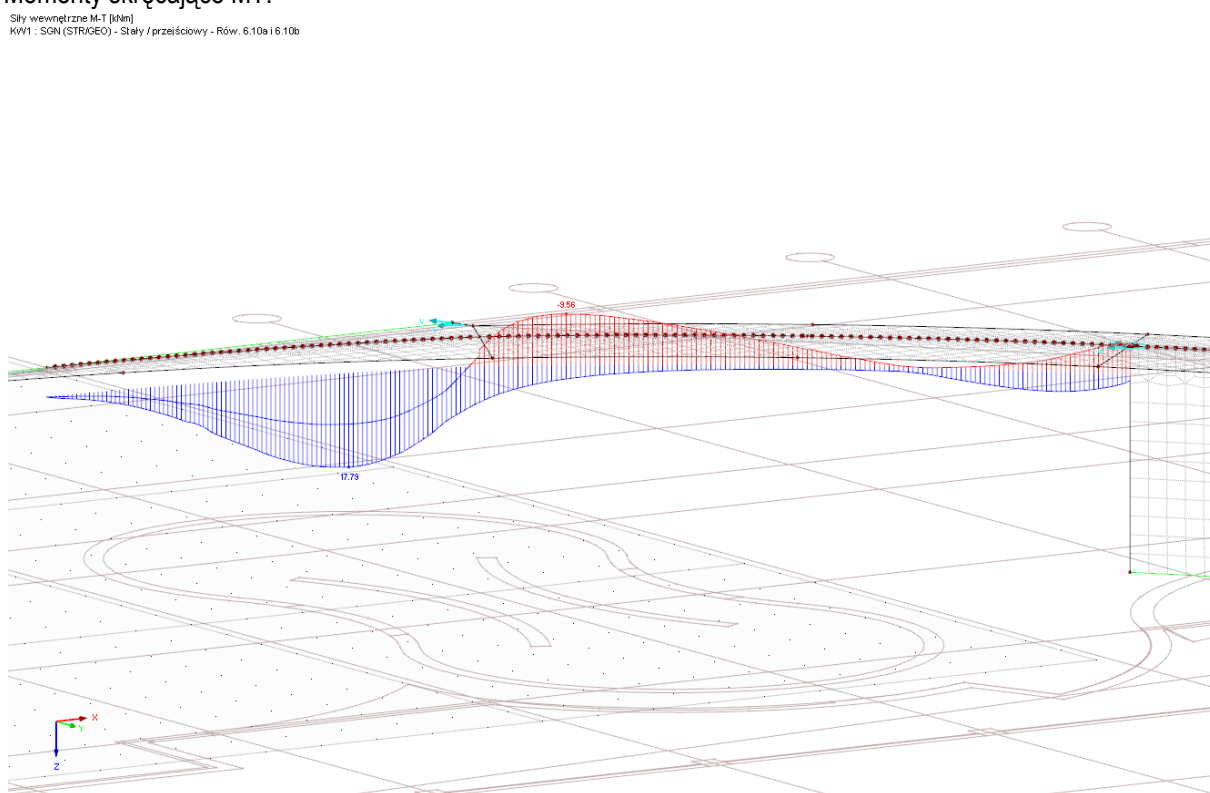 Momenty skręcające MT:
Siły wewnętrzne M-T [kNm]
KW1 : SGN (STR/GEO) - Stały / przejściowy - Rów. 6.10a i 6.10b
-9.56
17.79
X
Y
Z